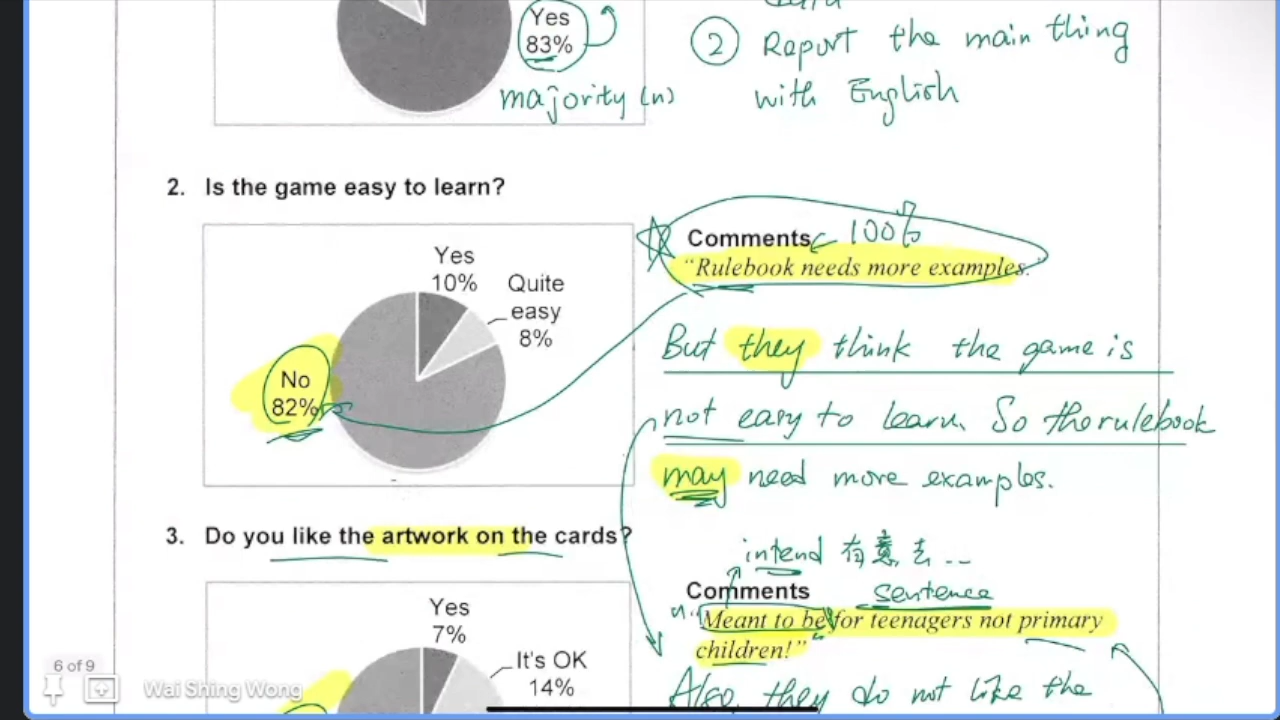 Yes
83%
majority (n)
② Report the main thing
with English
2. Is the game easy to learn?
Yes
10%
Quite
easy
8%
No
82%
Comments 100%
"Rulebook needs more examples."
But they think the game is
not easy to learn. So the rulebook
may need more examples.
3. Do you like the artwork on the cards?
intend 有意去...
Comments sentence
"Meant to be for teenagers not primary
children!"
Yes
7%
It's OK
14%
Also, they do not like the
6 of 9
Wai Shing Wong